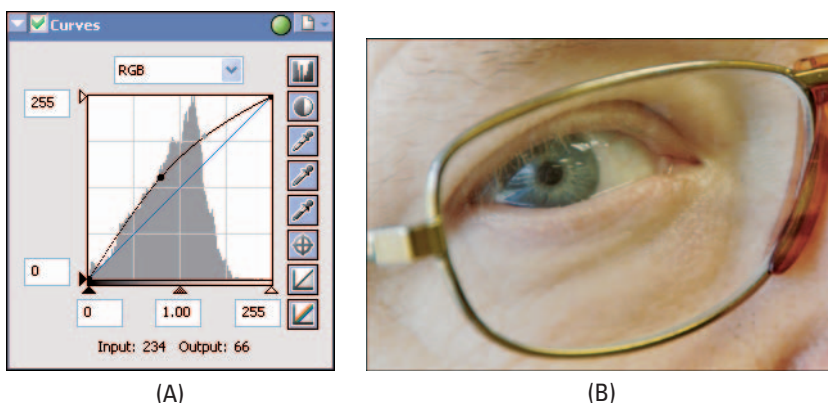 Curves
RGB
255
0
0 1.00 255
Input: 234 Output: 66
(A) (B)